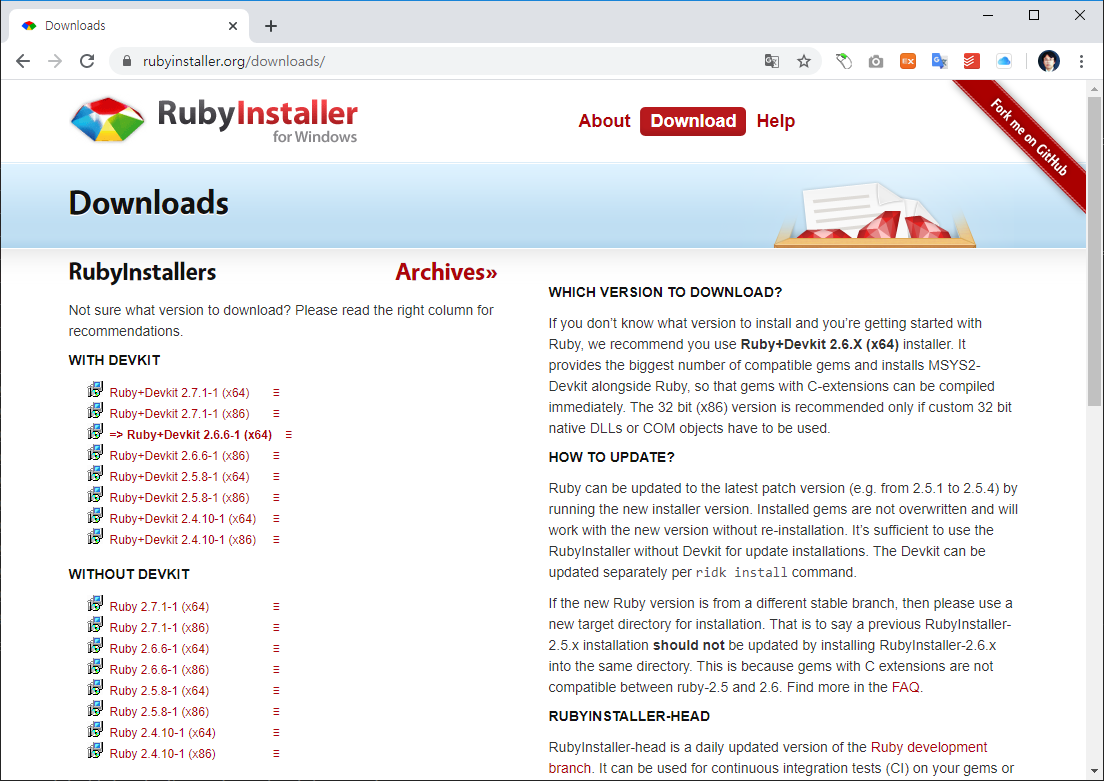 Downloads
rubyinstaller.org/downloads/
EX
RubyInstaller
for Windows
About
Download
Help
Fork me on GitHub
Downloads
RubyInstallers
Archives»
Not sure what version to download? Please read the right column for
recommendations.
WITH DEVKIT
Ruby+Devkit 2.7.1-1 (x64)
Ruby+Devkit 2.7.1-1 (x86)
=> Ruby+Devkit 2.6.6-1 (x64)
Ruby+Devkit 2.6.6-1 (x86)
Ruby+Devkit 2.5.8-1 (x64)
Ruby+Devkit 2.5.8-1 (x86)
Ruby+Devkit 2.4.10-1 (x64)
Ruby+Devkit 2.4.10-1 (x86)
WITHOUT DEVKIT
Ruby 2.7.1-1 (x64)
Ruby 2.7.1-1 (x86)
Ruby 2.6.6-1 (x64)
Ruby 2.6.6-1 (x86)
Ruby 2.5.8-1 (x64)
Ruby 2.5.8-1 (x86)
Ruby 2.4.10-1 (x64)
Ruby 2.4.10-1 (x86)
WHICH VERSION TO DOWNLOAD?
If you don’t know what version to install and you’re getting started with
Ruby, we recommend you use Ruby+Devkit 2.6.X (x64) installer. It
provides the biggest number of compatible gems and installs MSYS2-
Devkit alongside Ruby, so that gems with C-extensions can be compiled
immediately. The 32 bit (x86) version is recommended only if custom 32 bit
native DLLs or COM objects have to be used.
HOW TO UPDATE?
Ruby can be updated to the latest patch version (e.g. from 2.5.1 to 2.5.4) by
running the new installer version. Installed gems are not overwritten and will
work with the new version without re-installation. It’s sufficient to use the
RubyInstaller without Devkit for update installations. The Devkit can be
updated separately per ridk install command.
If the new Ruby version is from a different stable branch, then please use a
new target directory for installation. That is to say a previous RubyInstaller-
2.5.x installation should not be updated by installing RubyInstaller-2.6.x
into the same directory. This is because gems with C extensions are not
compatible between ruby-2.5 and 2.6. Find more in the FAQ.
RUBYINSTALLER-HEAD
RubyInstaller-head is a daily updated version of the Ruby development
branch. It can be used for continuous integration tests (CI) on your gems or